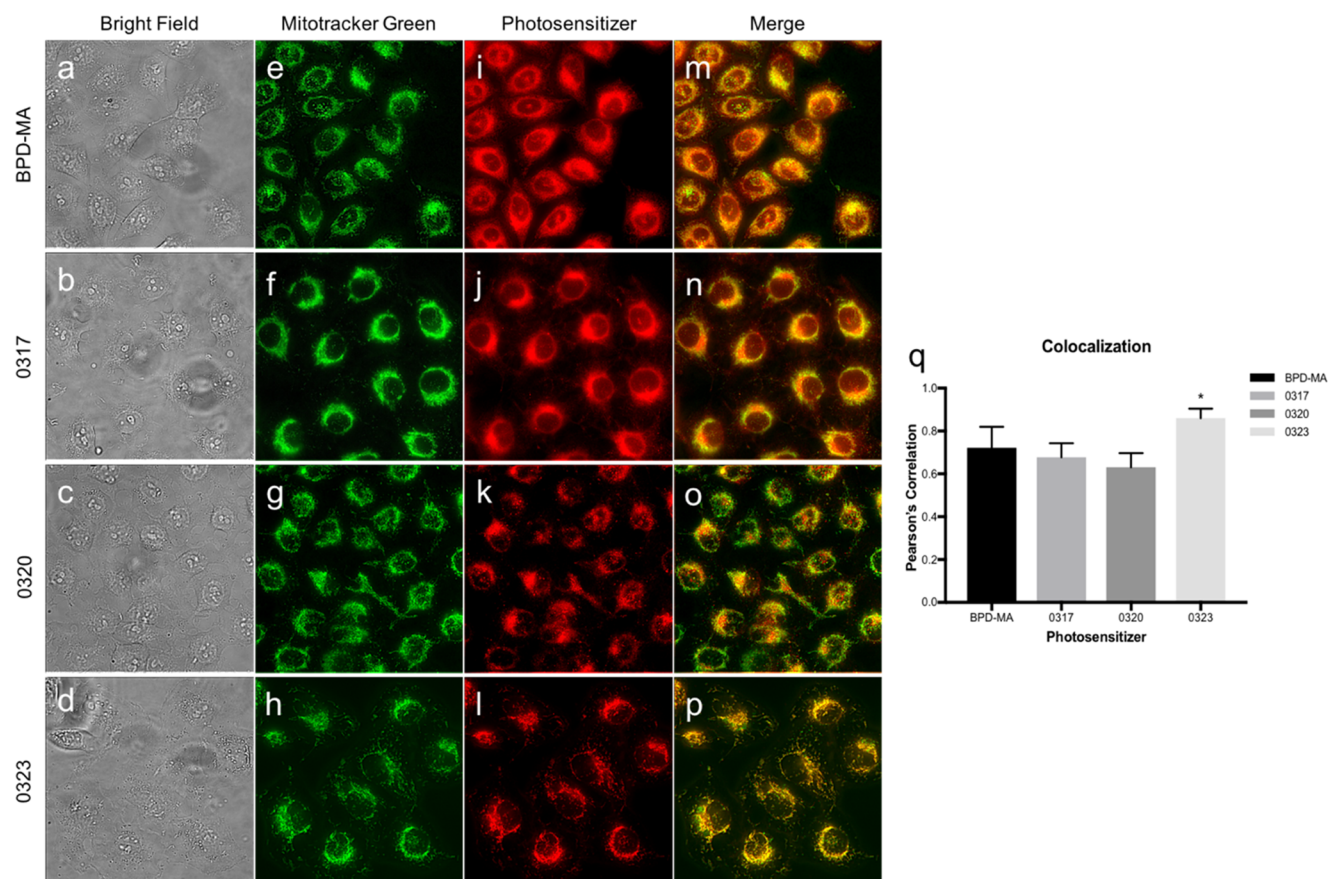 Bright Field
Mitotracker Green
Photosensitizer
Merge
BPD-MA
a
e
i
m
0317
b
f
j
n
0320
c
g
k
o
0323
d
h
l
p
q
Colocalization
Pearson's Correlation
1.0
0.8
0.6
0.4
0.2
0.0
*
BPD-MA
0317
0320
0323
Photosensitizer
BPD-MA
0317
0320
0323